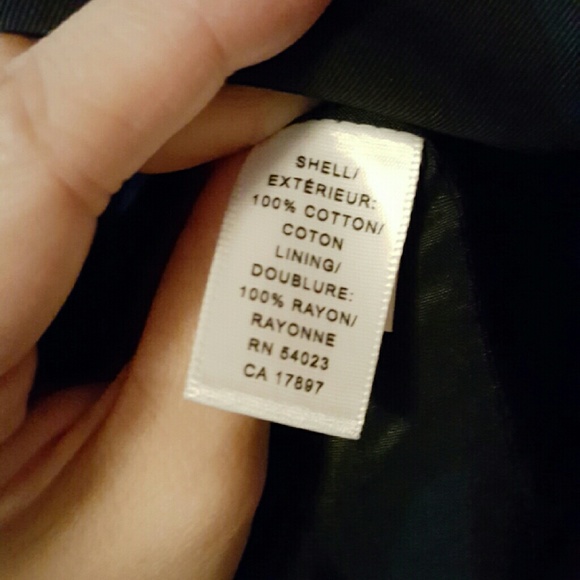 SHELL/
EXTÉRIEUR:
100% COTTON/
COTON
LINING/
DOUBLURE:
100% RAYON/
RAYONNE
RN 54023
CA 17897